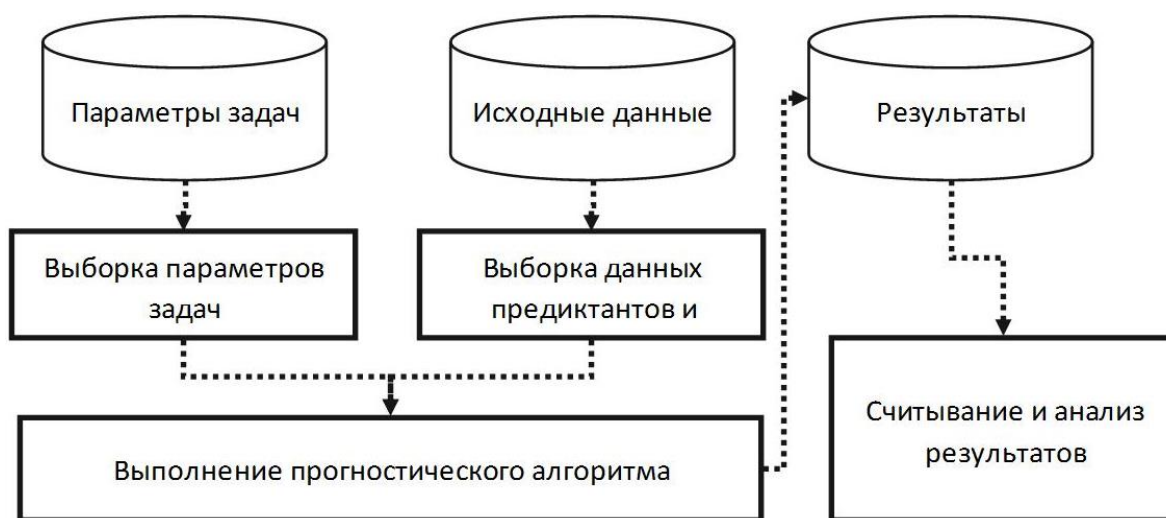 Параметры задач
Исходные данные
Результаты
Выборка параметров
задач
Выборка данных
предиктантов и
Считывание и анализ
результатов
Выполнение прогностического алгоритма